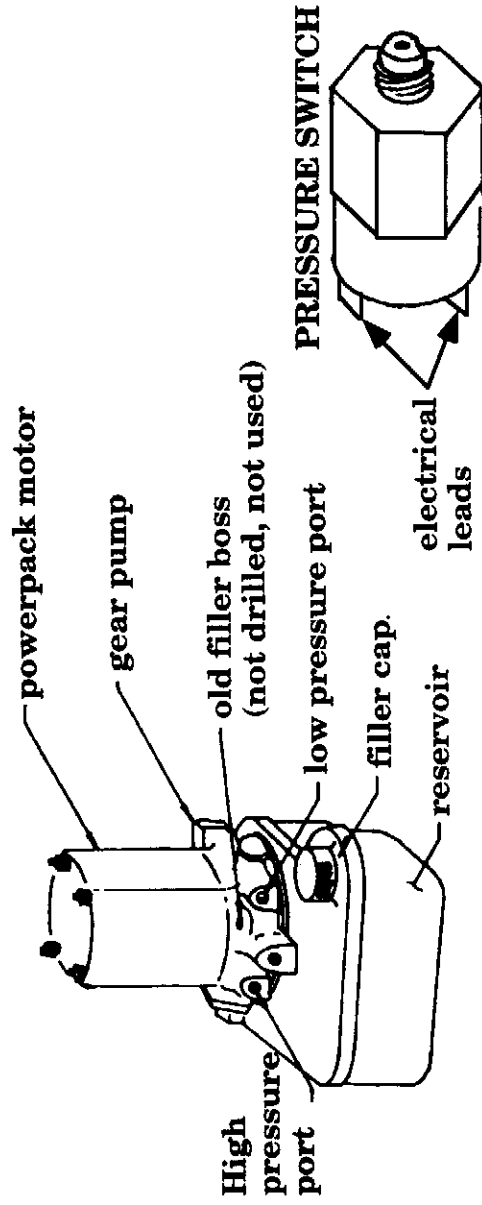 powerpack motor
gear pump
old filler boss
(not drilled, not used)
low pressure port
filler cap.
reservoir
High
pressure
port
PRESSURE SWITCH
electrical
leads